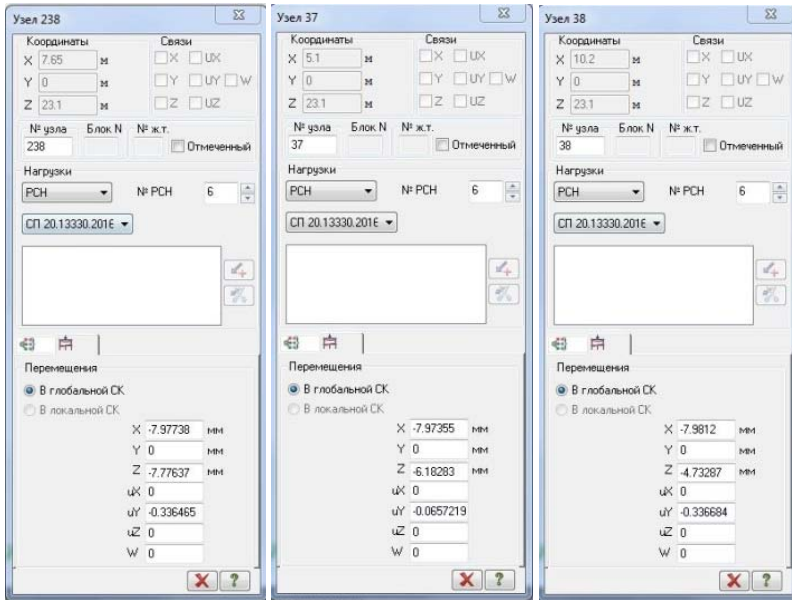 Узел 238
Координаты
Связи
X 7.65 м
X UX
Y 0 м
Y UY W
Z 23.1 м
Z UZ
№ узла Блок N № ж.т.
238
Отмеченный
Нагрузки
РСН
№ РСН 6
СП 20.13330.2016
Перемещения
В глобальной СК
В локальной СК
X -7.97738 мм
Y 0
Z -7.77637 мм
uX 0
uY -0.336465
uZ 0
W 0
?
Узел 37
Координаты
Связи
X 5.1 м
X UX
Y 0 м
Y UY W
Z 23.1 м
Z UZ
№ узла Блок N № ж.т.
37
Отмеченный
Нагрузки
РСН
№ РСН 6
СП 20.13330.2016
Перемещения
В глобальной СК
В локальной СК
X -7.97355 мм
Y 0
Z -6.18283 мм
uX 0
uY -0.0657219
uZ 0
W 0
?
Узел 38
Координаты
Связи
X 10.2 м
X UX
Y 0 м
Y UY W
Z 23.1 м
Z UZ
№ узла Блок N № ж.т.
38
Отмеченный
Нагрузки
РСН
№ РСН 6
СП 20.13330.2016
Перемещения
В глобальной СК
В локальной СК
X -7.9812 мм
Y 0
Z -4.73287 мм
uX 0
uY -0.336684
uZ 0
W 0
?